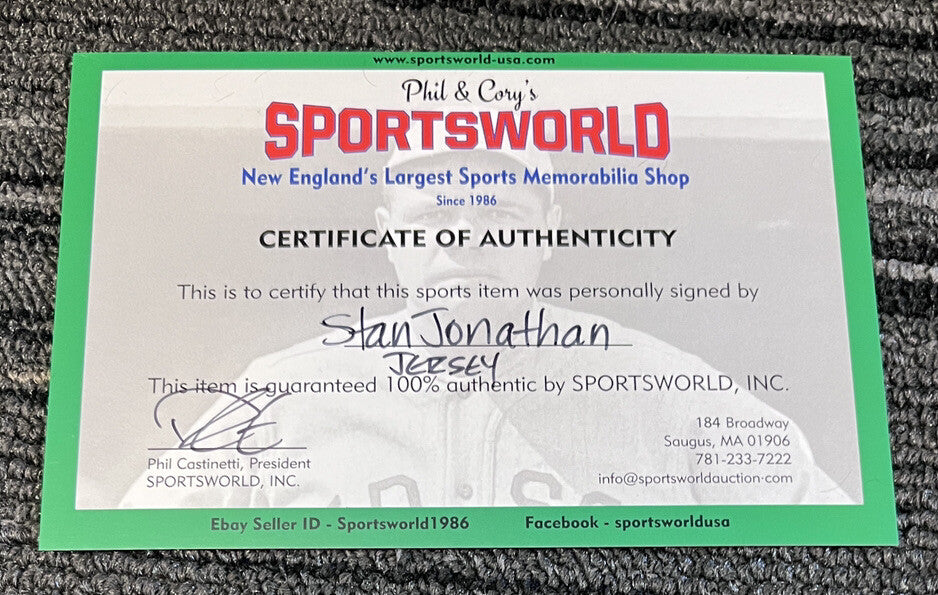 www.sportsworld-usa.com
Phil & Cory's
SPORTSWORLD
New England's Largest Sports Memorabilia Shop
Since 1986
CERTIFICATE OF AUTHENTICITY
This is to certify that this sports item was personally signed by
Stan Jonathan
JERSEY
This item is guaranteed 100% authentic by SPORTSWORLD, INC.
Phil Castinetti, President
SPORTSWORLD, INC.
184 Broadway
Saugus, MA 01906
781-233-7222
info@sportsworldauction.com
Ebay Seller ID - Sportsworld1986
Facebook - sportsworldusa